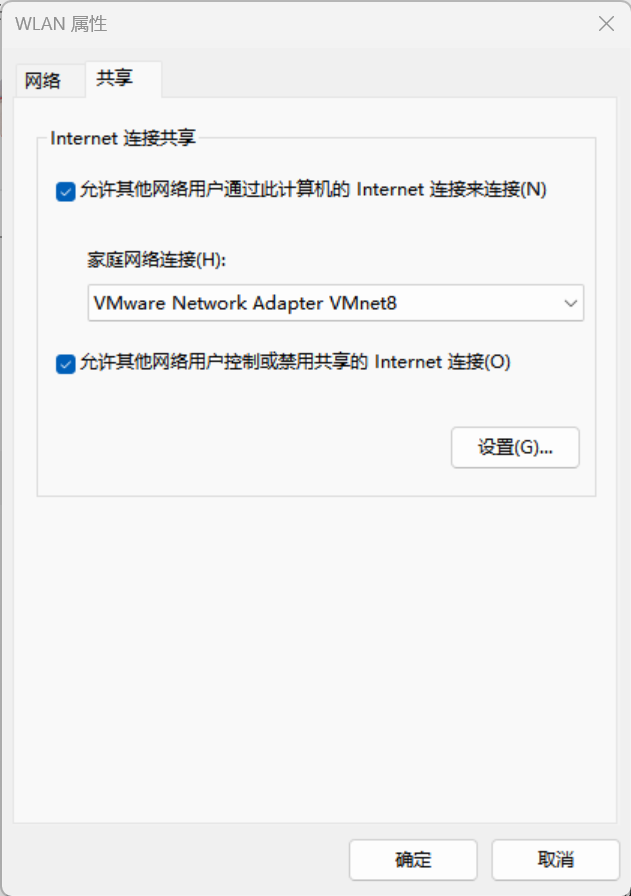 WLAN 属性
网络
共享
Internet 连接共享
允许其他网络用户通过此计算机的 Internet 连接来连接(N)
家庭网络连接(H):
VMware Network Adapter VMnet8
允许其他网络用户控制或禁用共享的 Internet 连接(O)
设置(G)...
确定
取消